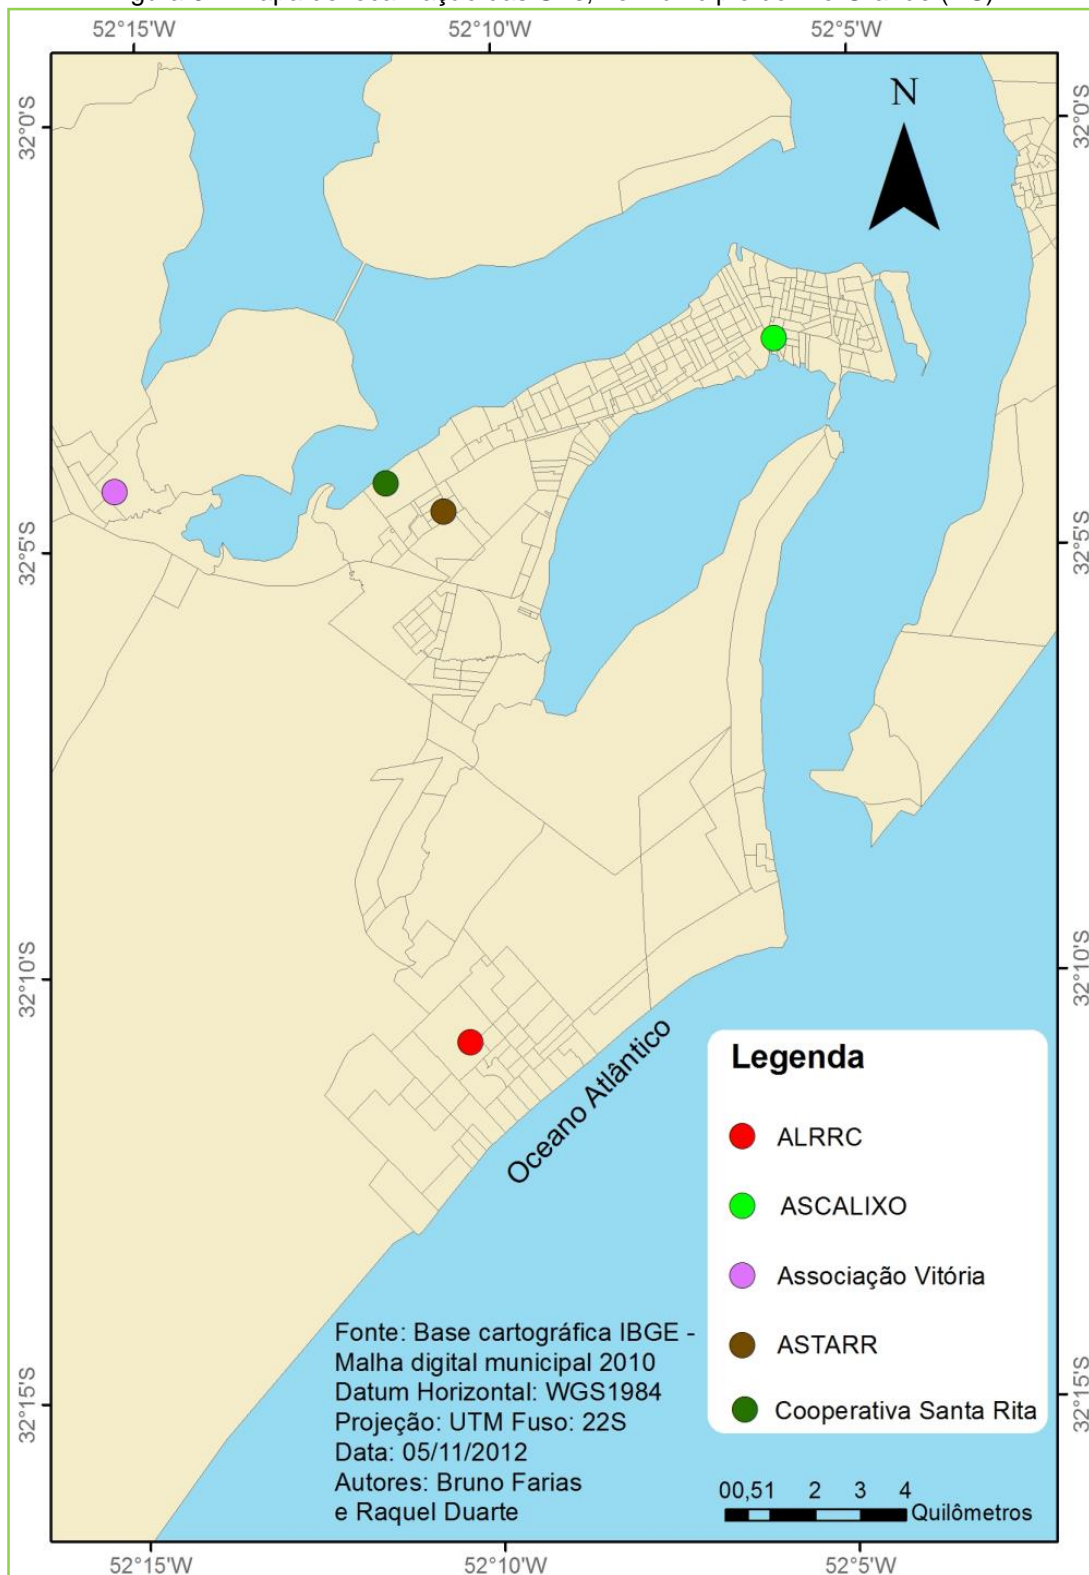 52°15'W 52°10'W 52°5'W
32°0'S
32°0'S
N
32°5'S
32°5'S
32°10'S
32°10'S
Oceano Atlântico
Legenda
ALRRC
ASCALIXO
Associação Vitória
ASTARR
Cooperativa Santa Rita
32°15'S
32°15'S
Fonte: Base cartográfica IBGE -
Malha digital municipal 2010
Datum Horizontal: WGS1984
Projeção: UTM Fuso: 22S
Data: 05/11/2012
Autores: Bruno Farias
e Raquel Duarte
00,51 2 3 4
Quilômetros
52°15'W 52°10'W 52°5'W